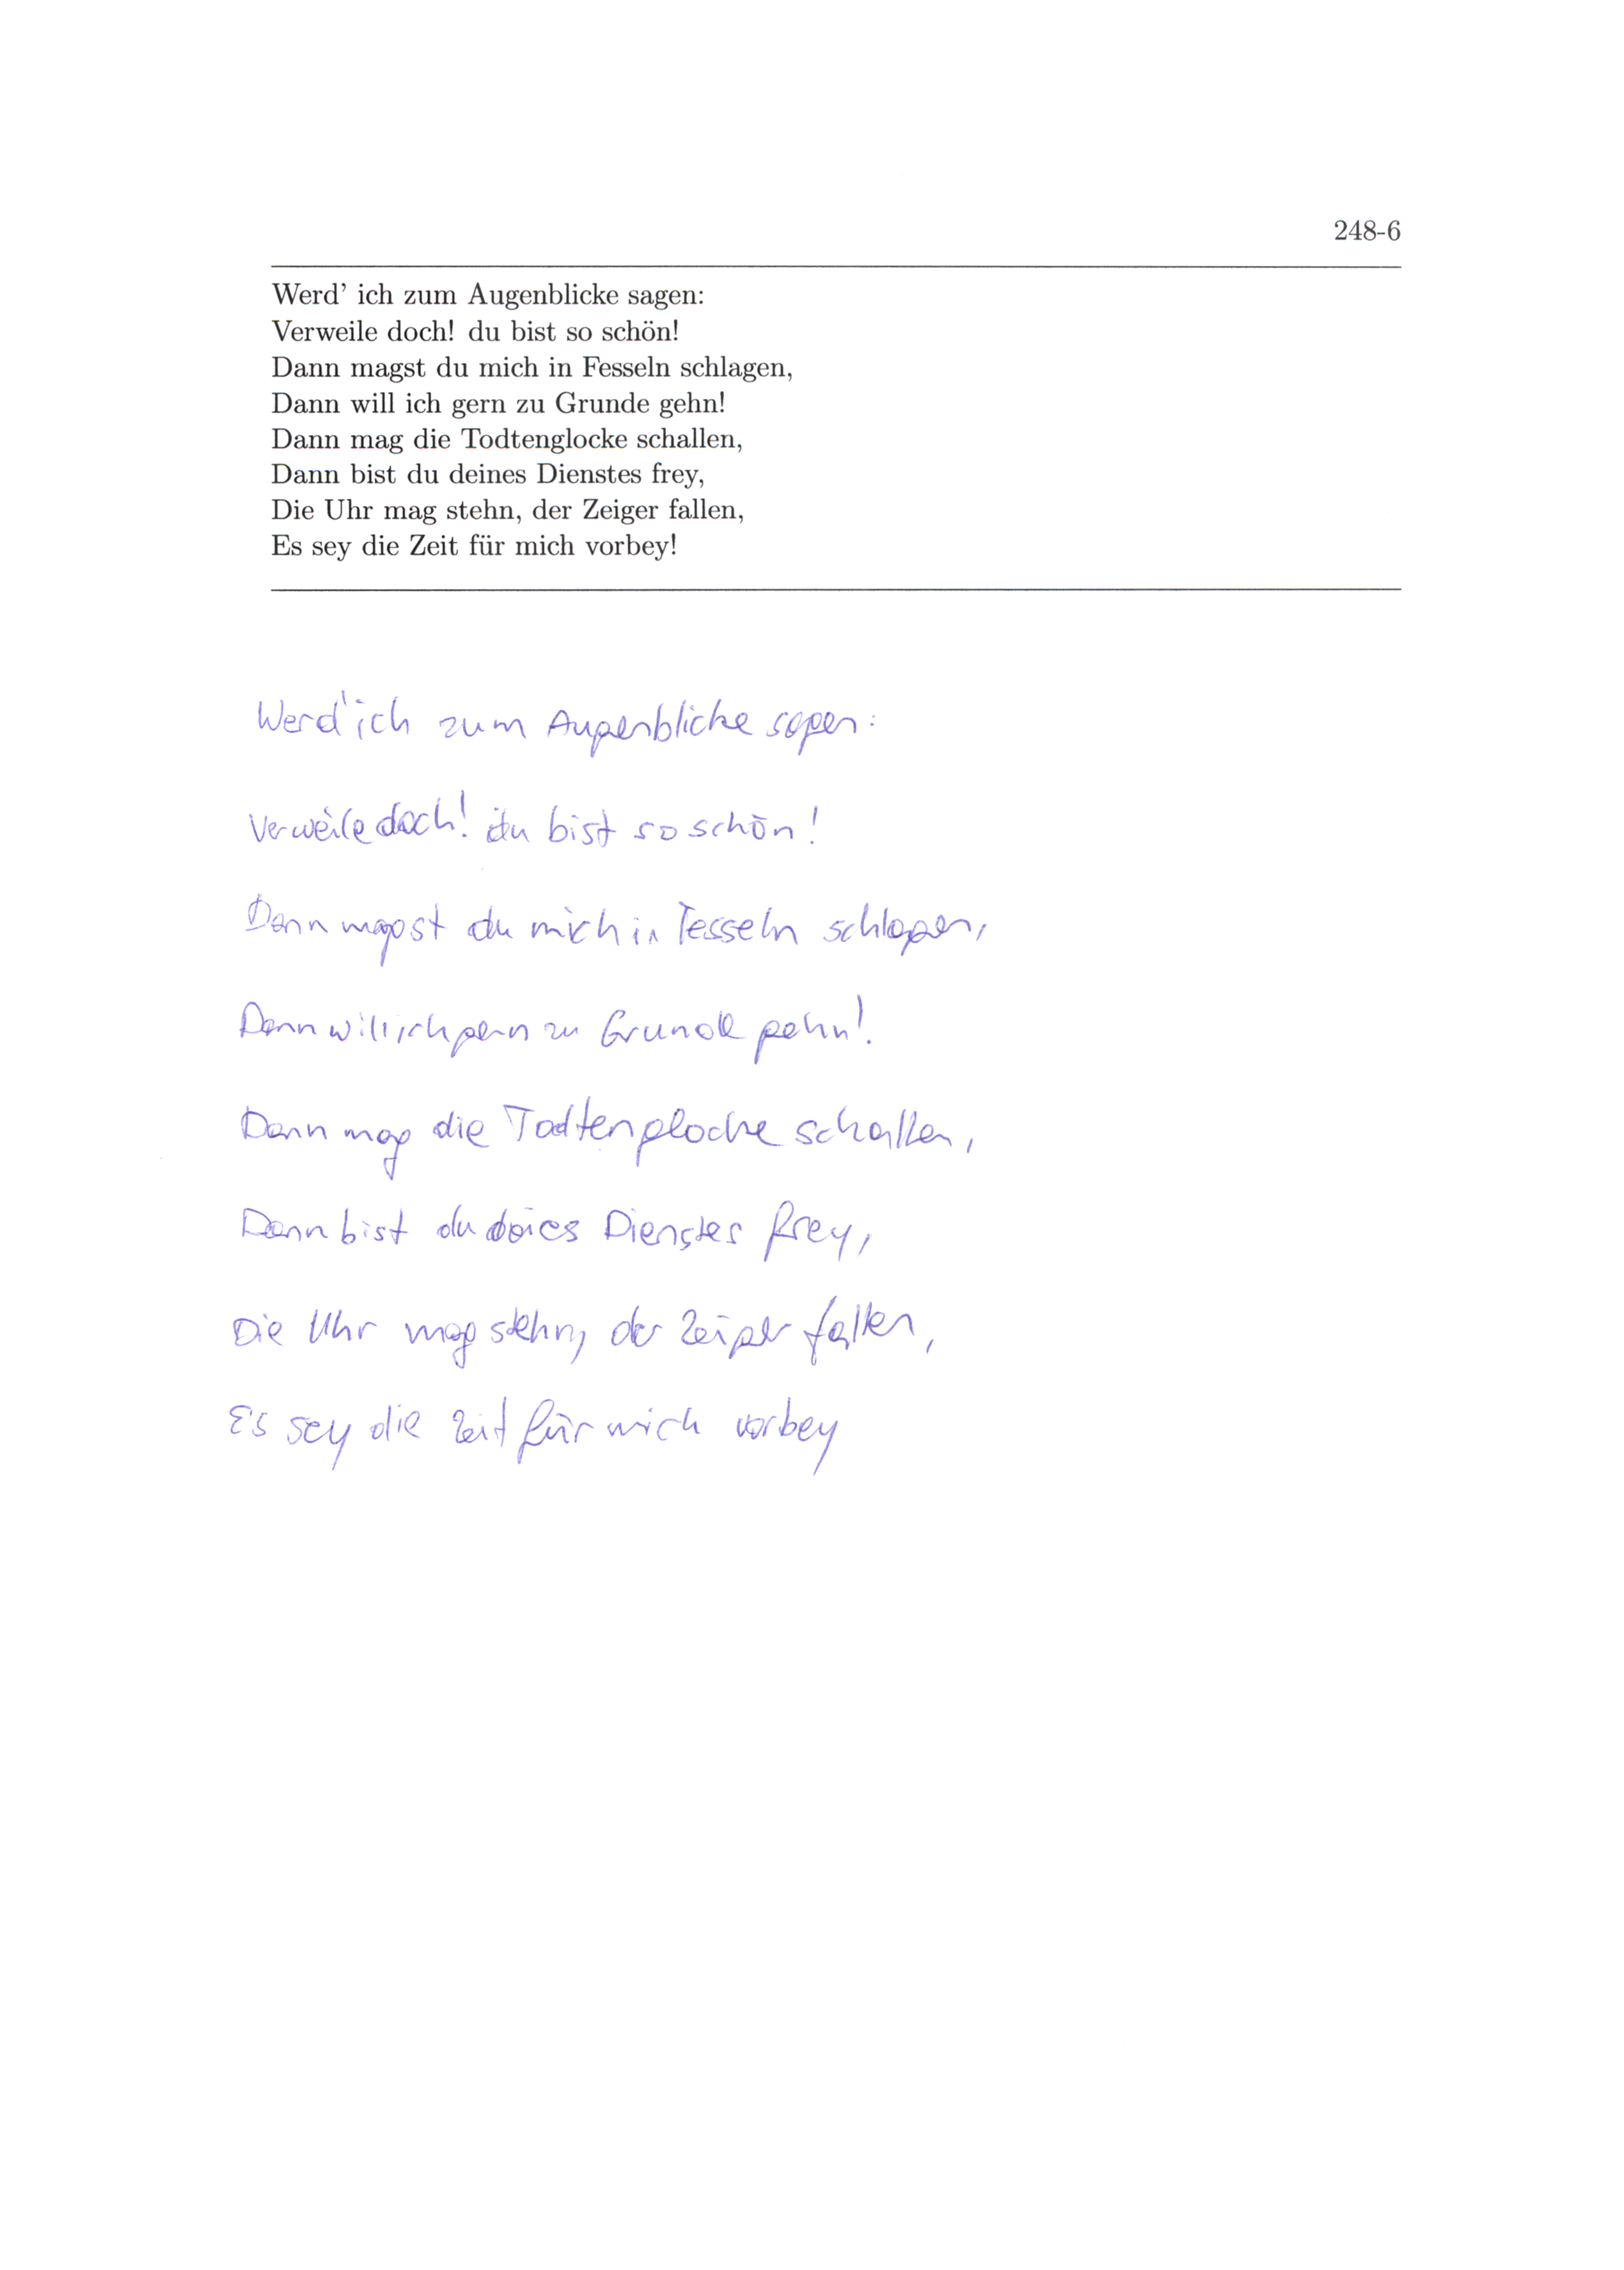 248-6
Werd’ ich zum Augenblicke sagen:
Verweile doch! du bist so schön!
Dann magst du mich in Fesseln schlagen,
Dann will ich gern zu Grunde gehn!
Dann mag die Todtenglocke schallen,
Dann bist du deines Dienstes frey,
Die Uhr mag stehn, der Zeiger fallen,
Es sey die Zeit für mich vorbey!
Werd' ich zum Augenblicke sagen:
Verweile doch! du bist so schön!
Dann magst du mich in Fesseln schlagen,
Dann will ich gern zu Grunde gehn!
Dann mag die Todtenglocke schallen,
Dann bist du deies Dienstes frey,
Die Uhr mag stehn, der Zeiger fallen,
Es sey die Zeit für mich vorbey